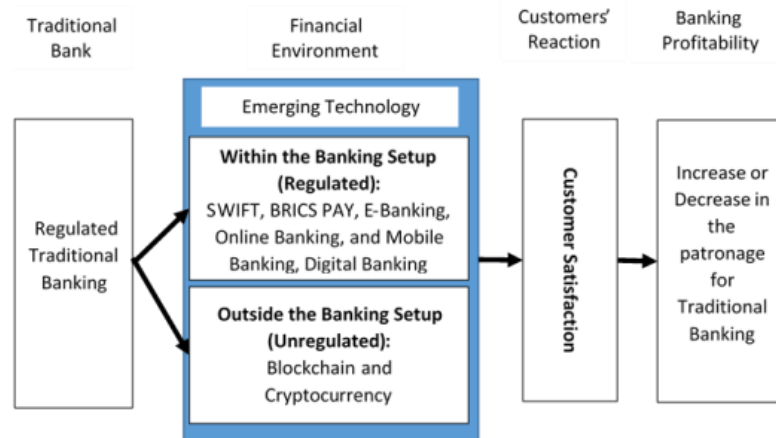 Traditional
Bank
Financial
Environment
Customers’
Reaction
Banking
Profitability
Regulated
Traditional
Banking
Emerging Technology
Within the Banking Setup
(Regulated):
SWIFT, BRICS PAY, E-Banking,
Online Banking, and Mobile
Banking, Digital Banking
Outside the Banking Setup
(Unregulated):
Blockchain and
Cryptocurrency
Customer Satisfaction
Increase or
Decrease in
the
patronage
for
Traditional
Banking